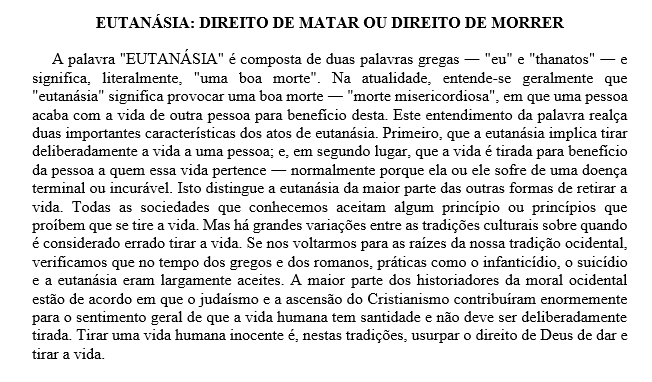 EUTANÁSIA: DIREITO DE MATAR OU DIREITO DE MORRER
A palavra "EUTANÁSIA" é composta de duas palavras gregas — "eu" e "thanatos" — e
significa, literalmente, "uma boa morte". Na atualidade, entende-se geralmente que
"eutanásia" significa provocar uma boa morte — "morte misericordiosa", em que uma pessoa
acaba com a vida de outra pessoa para benefício desta. Este entendimento da palavra realça
duas importantes características dos atos de eutanásia. Primeiro, que a eutanásia implica tirar
deliberadamente a vida a uma pessoa; e, em segundo lugar, que a vida é tirada para benefício
da pessoa a quem essa vida pertence — normalmente porque ela ou ele sofre de uma doença
terminal ou incurável. Isto distingue a eutanásia da maior parte das outras formas de retirar a
vida. Todas as sociedades que conhecemos aceitam algum princípio ou princípios que
proíbem que se tire a vida. Mas há grandes variações entre as tradições culturais sobre quando
é considerado errado tirar a vida. Se nos voltarmos para as raízes da nossa tradição ocidental,
verificamos que no tempo dos gregos e dos romanos, práticas como o infanticídio, o suicídio
e a eutanásia eram largamente aceites. A maior parte dos historiadores da moral ocidental
estão de acordo em que o judaísmo e a ascensão do Cristianismo contribuíram enormemente
para o sentimento geral de que a vida humana tem santidade e não deve ser deliberadamente
tirada. Tirar uma vida humana inocente é, nestas tradições, usurpar o direito de Deus de dar e
tirar a vida.